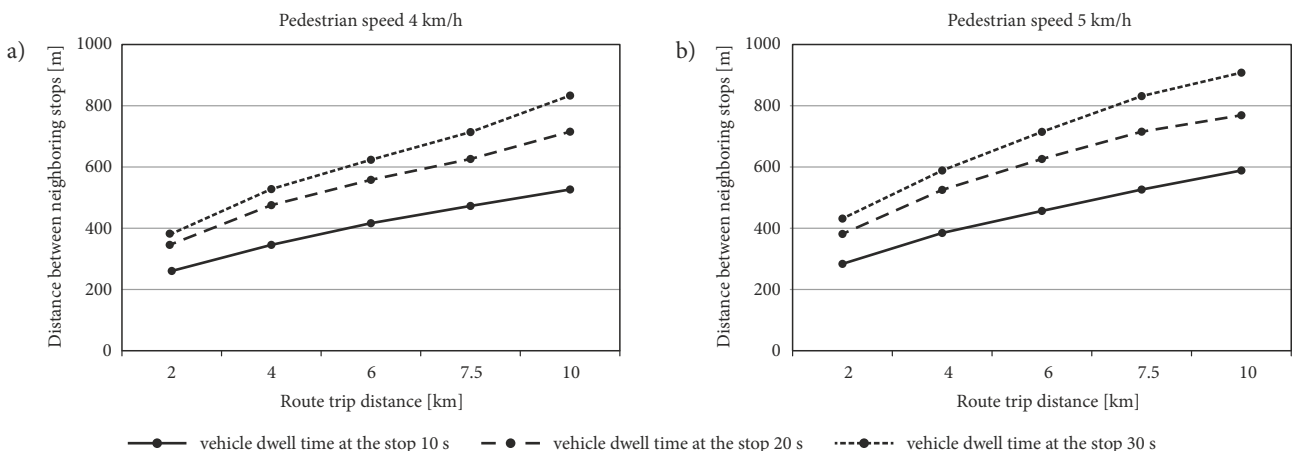 a)
Pedestrian speed 4 km/h
Distance between neighboring stops [m]
1000
800
600
400
200
0
2 4 6 7.5 10
Route trip distance [km]
b)
Pedestrian speed 5 km/h
Distance between neighboring stops [m]
1000
800
600
400
200
0
2 4 6 7.5 10
Route trip distance [km]
vehicle dwell time at the stop 10 s vehicle dwell time at the stop 20 s vehicle dwell time at the stop 30 s